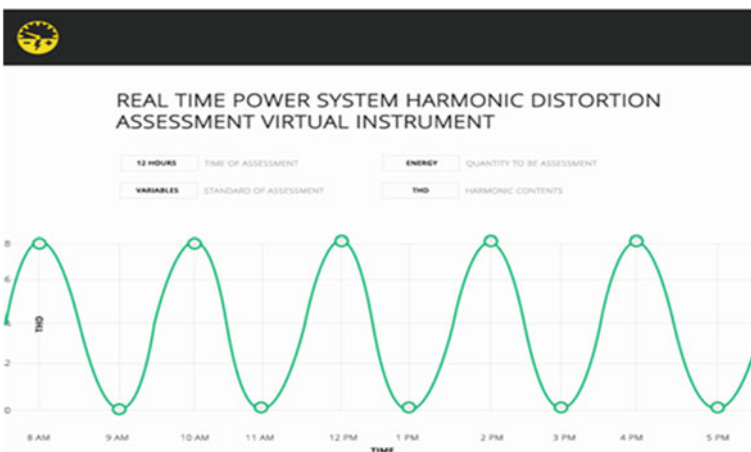 REAL TIME POWER SYSTEM HARMONIC DISTORTION
ASSESSMENT VIRTUAL INSTRUMENT
12 HOURS TIME OF ASSESSMENT ENERGY QUANTITY TO BE ASSESSMENT
VARIABLES STANDARD OF ASSESSMENT THD HARMONIC CONTENTS
8
6
4
THD
2
0
8 AM 9 AM 10 AM 11 AM 12 PM 1 PM 2 PM 3 PM 4 PM 5 PM
TIME